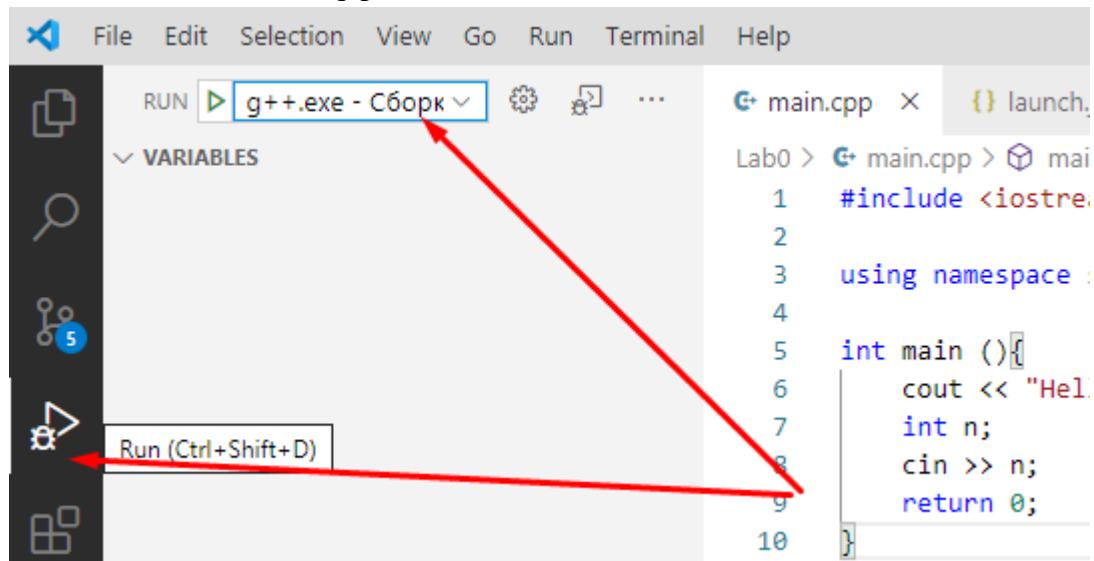 File Edit Selection View Go Run Terminal Help
RUN g++.exe - Сборк
main.cpp launch.
VARIABLES
Lab0 > main.cpp > mai
1 #include <iostrea
2
3 using namespace
4
5 int main (){
6 cout << "Hel
7 int n;
8 cin >> n;
9 return 0;
10 }
5
Run (Ctrl+Shift+D)